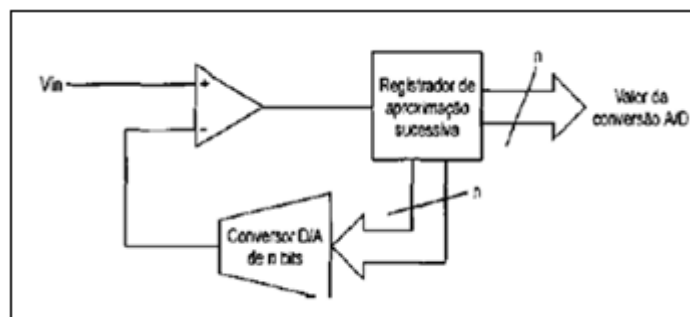 Vin
+
-
Registrador de
aproximação
sucessiva
n
Valor da
conversão A/D
n
Conversor D/A
de n bits